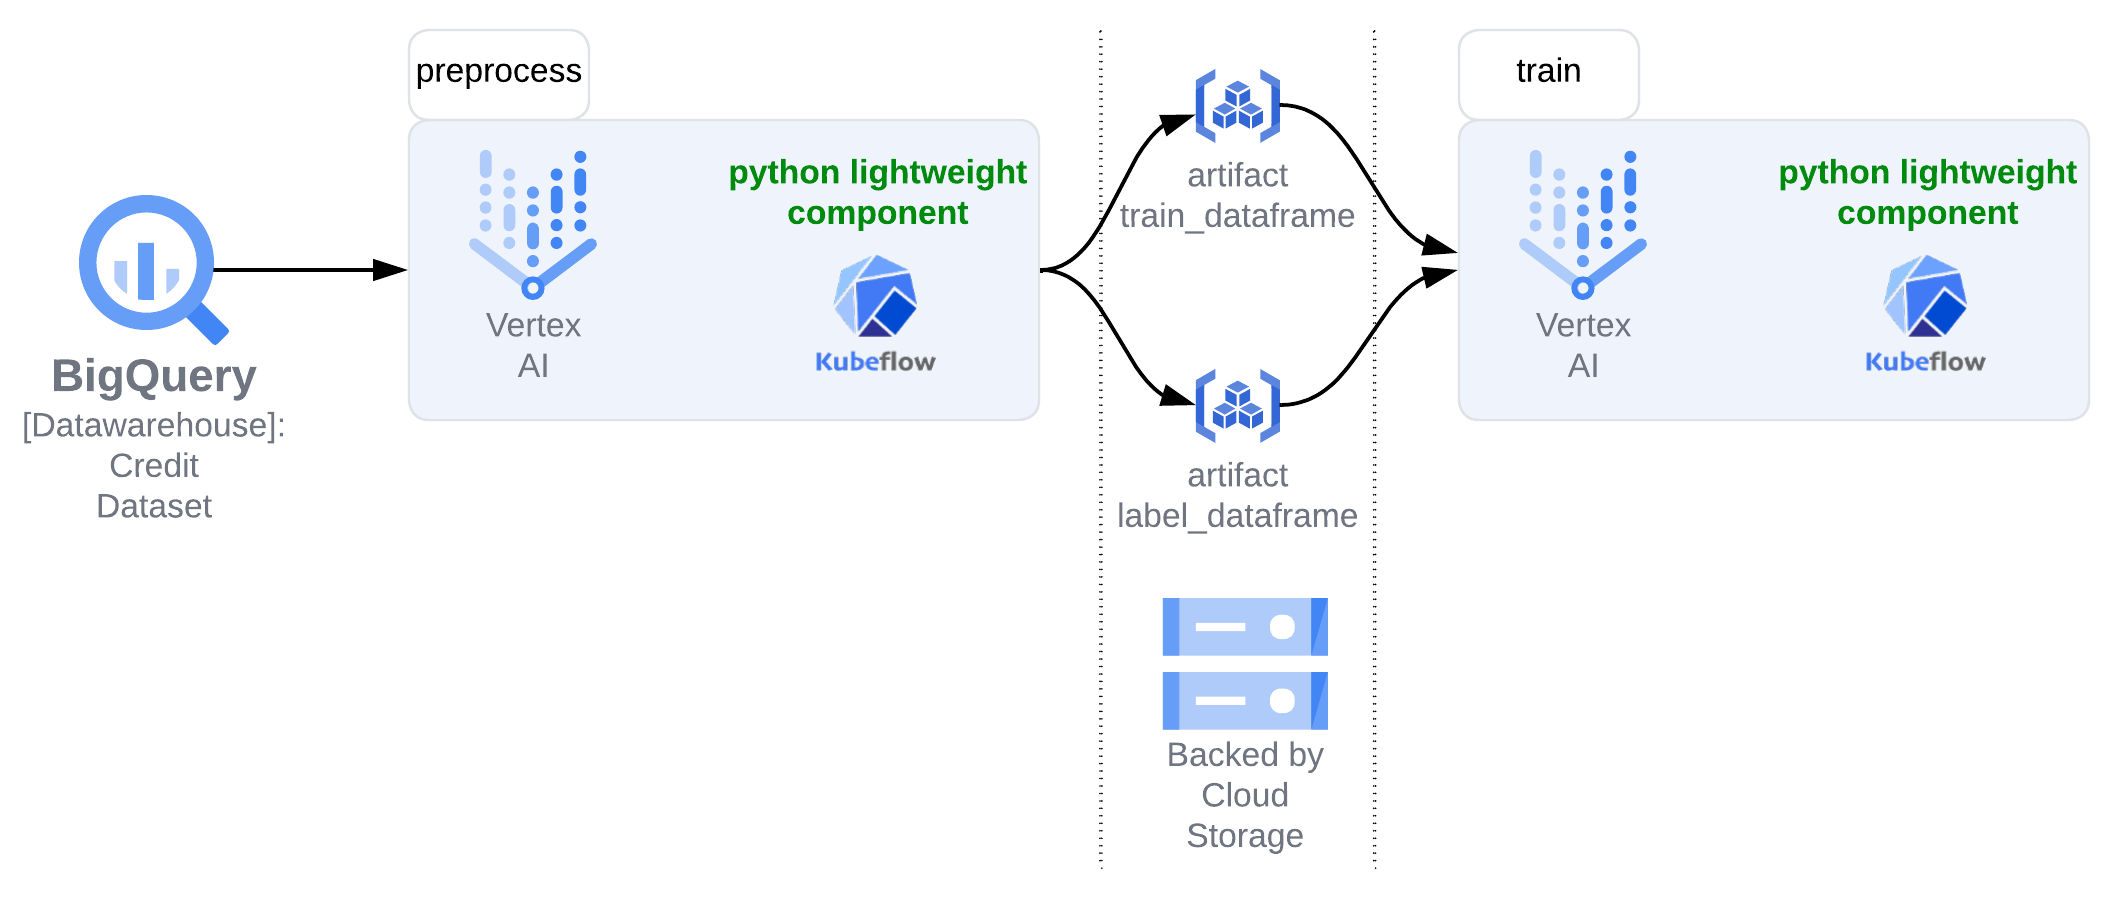 preprocess
train
python lightweight
component
Vertex
AI
Kubeflow
BigQuery
[Datawarehouse]:
Credit
Dataset
artifact
train_dataframe
artifact
label_dataframe
Backed by
Cloud
Storage
python lightweight
component
Vertex
AI
Kubeflow